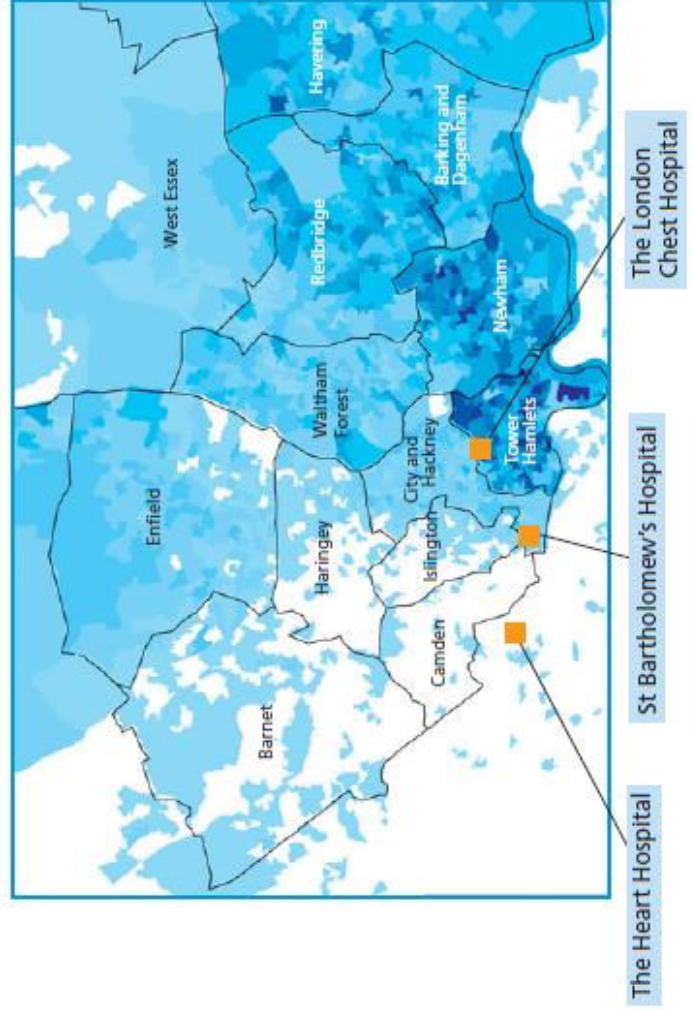 West Essex
Enfield
Havering
Barnet
Haringey
Waltham
Forest
Redbridge
Barking and
Dagenham
Camden
Islington
City and
Hackney
Newham
Tower
Hamlets
The Heart Hospital
St Bartholomew's Hospital
The London
Chest Hospital